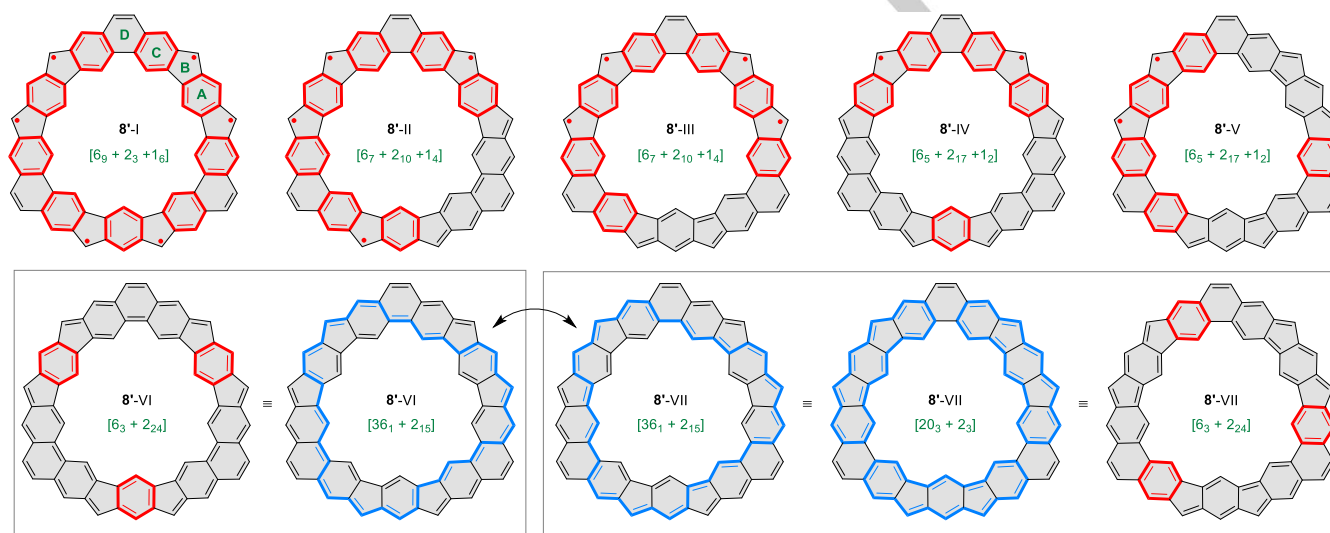 D
C
B
A
8'-I
[6₉ + 2₃ +1₆]
8'-II
[6₇ + 2₁₀ +1₄]
8'-III
[6₇ + 2₁₀ +1₄]
8'-IV
[6₅ + 2₁₇ +1₂]
8'-V
[6₅ + 2₁₇ +1₂]
8'-VI
[6₃ + 2₂₄]
≡
8'-VI
[36₁ + 2₁₅]
8'-VII
[36₁ + 2₁₅]
≡
8'-VII
[20₃ + 2₃]
≡
8'-VII
[6₃ + 2₂₄]